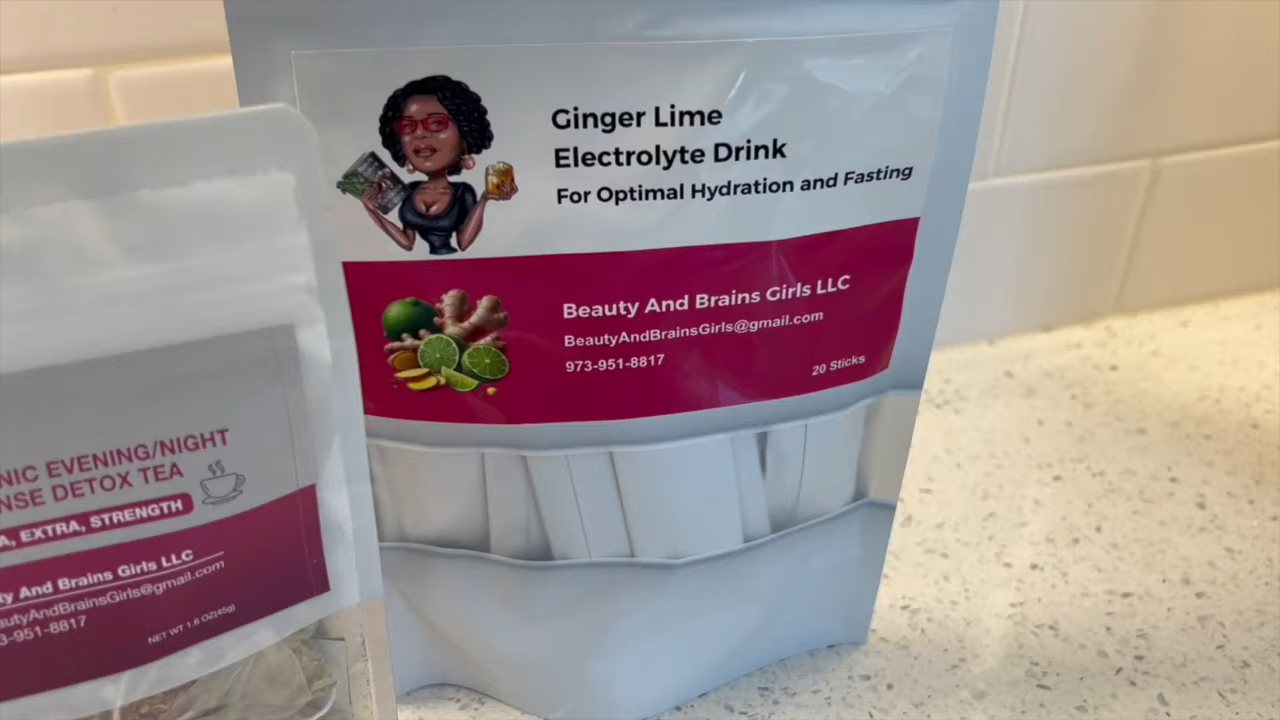 Ginger Lime
Electrolyte Drink
For Optimal Hydration and Fasting
Beauty And Brains Girls LLC
BeautyAndBrainsGirls@gmail.com
973-951-8817
20 Sticks
NIC EVENING/NIGHT
NSE DETOX TEA
A, EXTRA, STRENGTH
ty And Brains Girls LLC
autyAndBrainsGirls@gmail.com
3-951-8817
NET WT 1.6 OZ(45g)